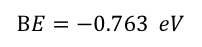 BE = −0.763 eV